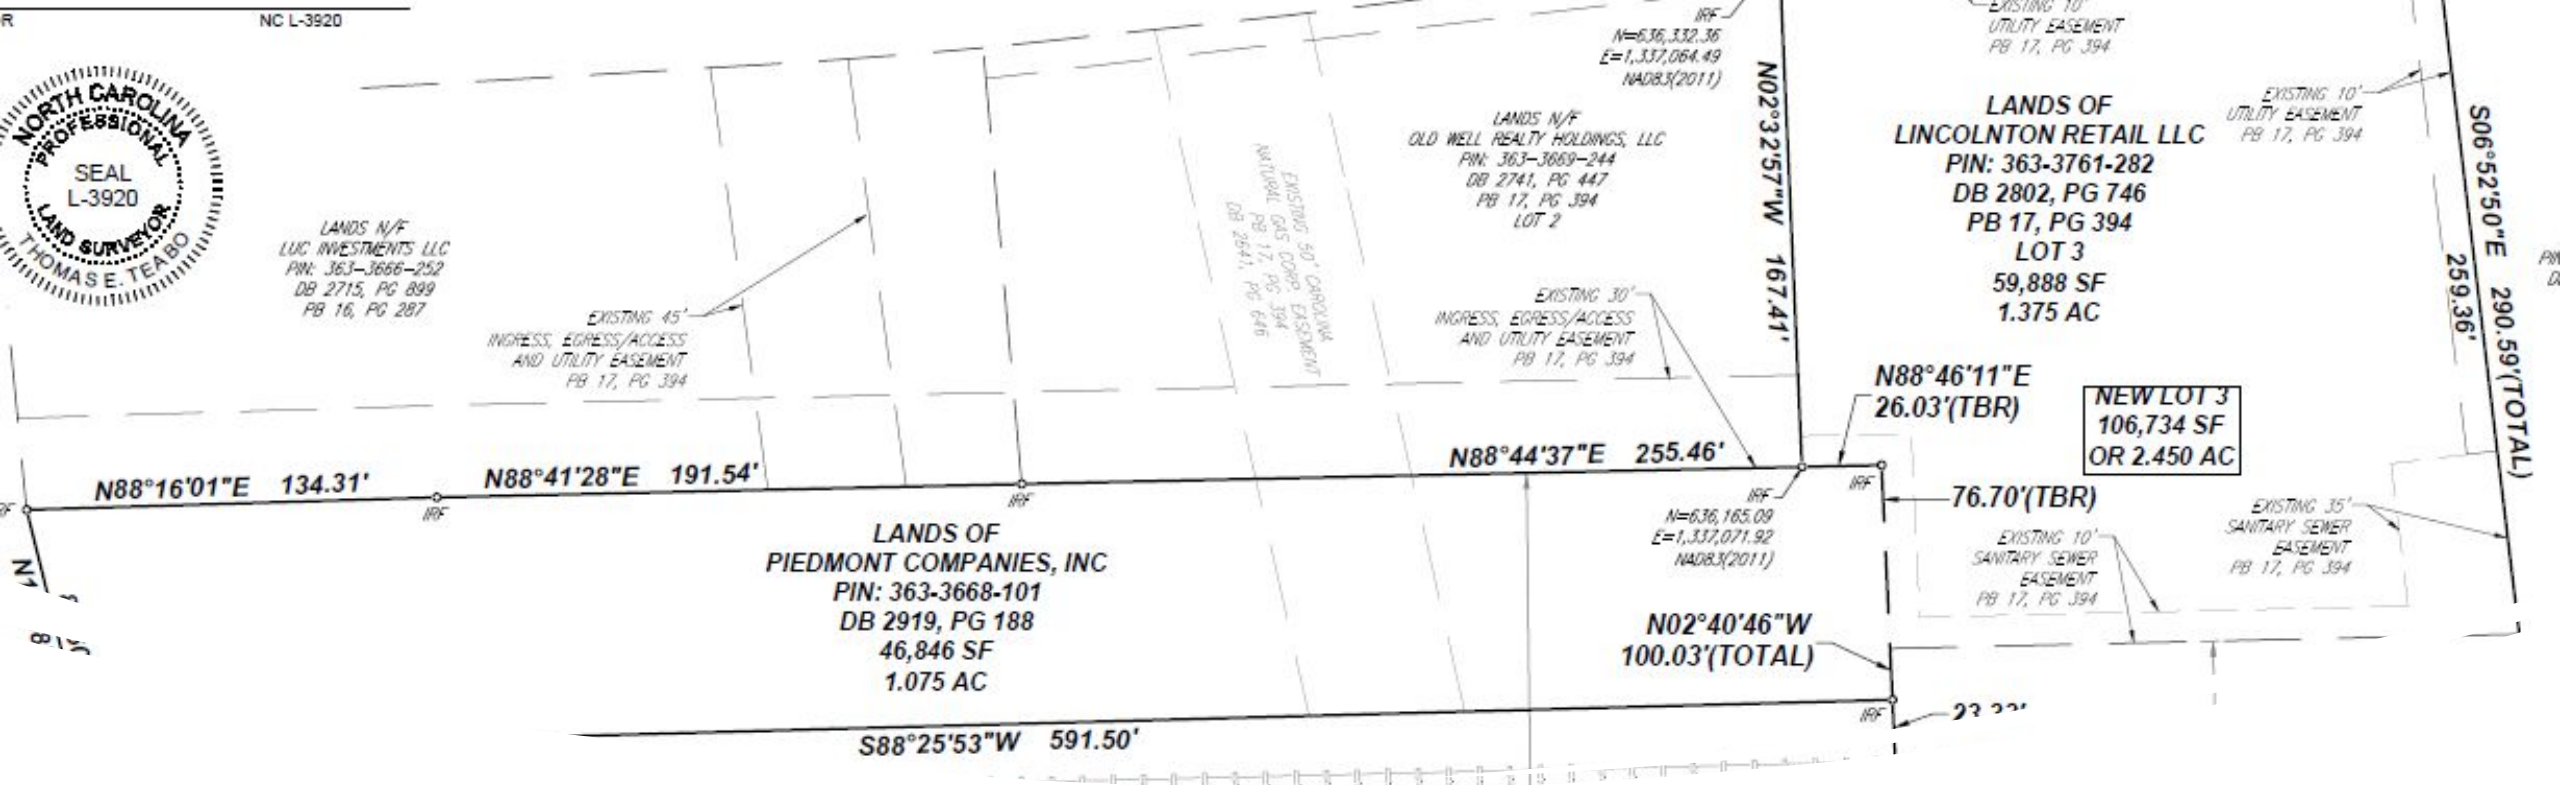 NC L-3920
NORTH CAROLINA
PROFESSIONAL
SEAL
L-3920
LAND SURVEYOR
THOMAS E. TEABO
LANDS N/F
LUC INVESTMENTS LLC
PIN: 363-3666-252
DB 2715, PG 899
PB 16, PG 287
EXISTING 45'
INGRESS, EGRESS/ACCESS
AND UTILITY EASEMENT
PB 17, PG 394
EXISTING 50' CAROLINA
NATURAL GAS CORP. EASEMENT
PB 17, PG 394
DB 2641, PG 646
IRF
N=636,332.36
E=1,337,064.49
NAD83(2011)
LANDS N/F
OLD WELL REALTY HOLDINGS, LLC
PIN: 363-3669-244
DB 2741, PG 447
PB 17, PG 394
LOT 2
EXISTING 30'
INGRESS, EGRESS/ACCESS
AND UTILITY EASEMENT
PB 17, PG 394
N02°32'57"W 167.41'
EXISTING 10'
UTILITY EASEMENT
PB 17, PG 394
LANDS OF
LINCOLNTON RETAIL LLC
PIN: 363-3761-282
DB 2802, PG 746
PB 17, PG 394
LOT 3
59,888 SF
1.375 AC
EXISTING 10'
UTILITY EASEMENT
PB 17, PG 394
S06°52'50"E 290.59'(TOTAL)
259.36'
N88°46'11"E
26.03'(TBR)
NEW LOT 3
106,734 SF
OR 2.450 AC
N88°16'01"E 134.31'
IRF
N88°41'28"E 191.54'
IRF
N88°44'37"E 255.46'
IRF
N=636,165.09
E=1,337,071.92
NAD83(2011)
IRF
76.70'(TBR)
EXISTING 10'
SANITARY SEWER
EASEMENT
PB 17, PG 394
EXISTING 35'
SANITARY SEWER
EASEMENT
PB 17, PG 394
LANDS OF
PIEDMONT COMPANIES, INC
PIN: 363-3668-101
DB 2919, PG 188
46,846 SF
1.075 AC
N02°40'46"W
100.03'(TOTAL)
IRF
S88°25'53"W 591.50'